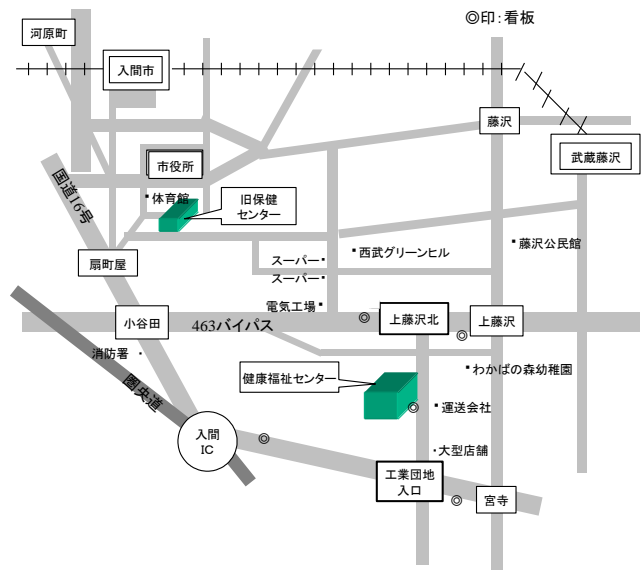 ◎印:看板
河原町
入間市
藤沢
武蔵藤沢
市役所
国道16号
▪体育館
旧保健
センター
藤沢公民館
西武グリーンヒル
扇町屋
スーパー
スーパー
電気工場
小谷田
463バイパス
上藤沢北
上藤沢
消防署
圏央道
健康福祉センター
わかばの森幼稚園
運送会社
入間
IC
大型店舗
工業団地
入口
宮寺